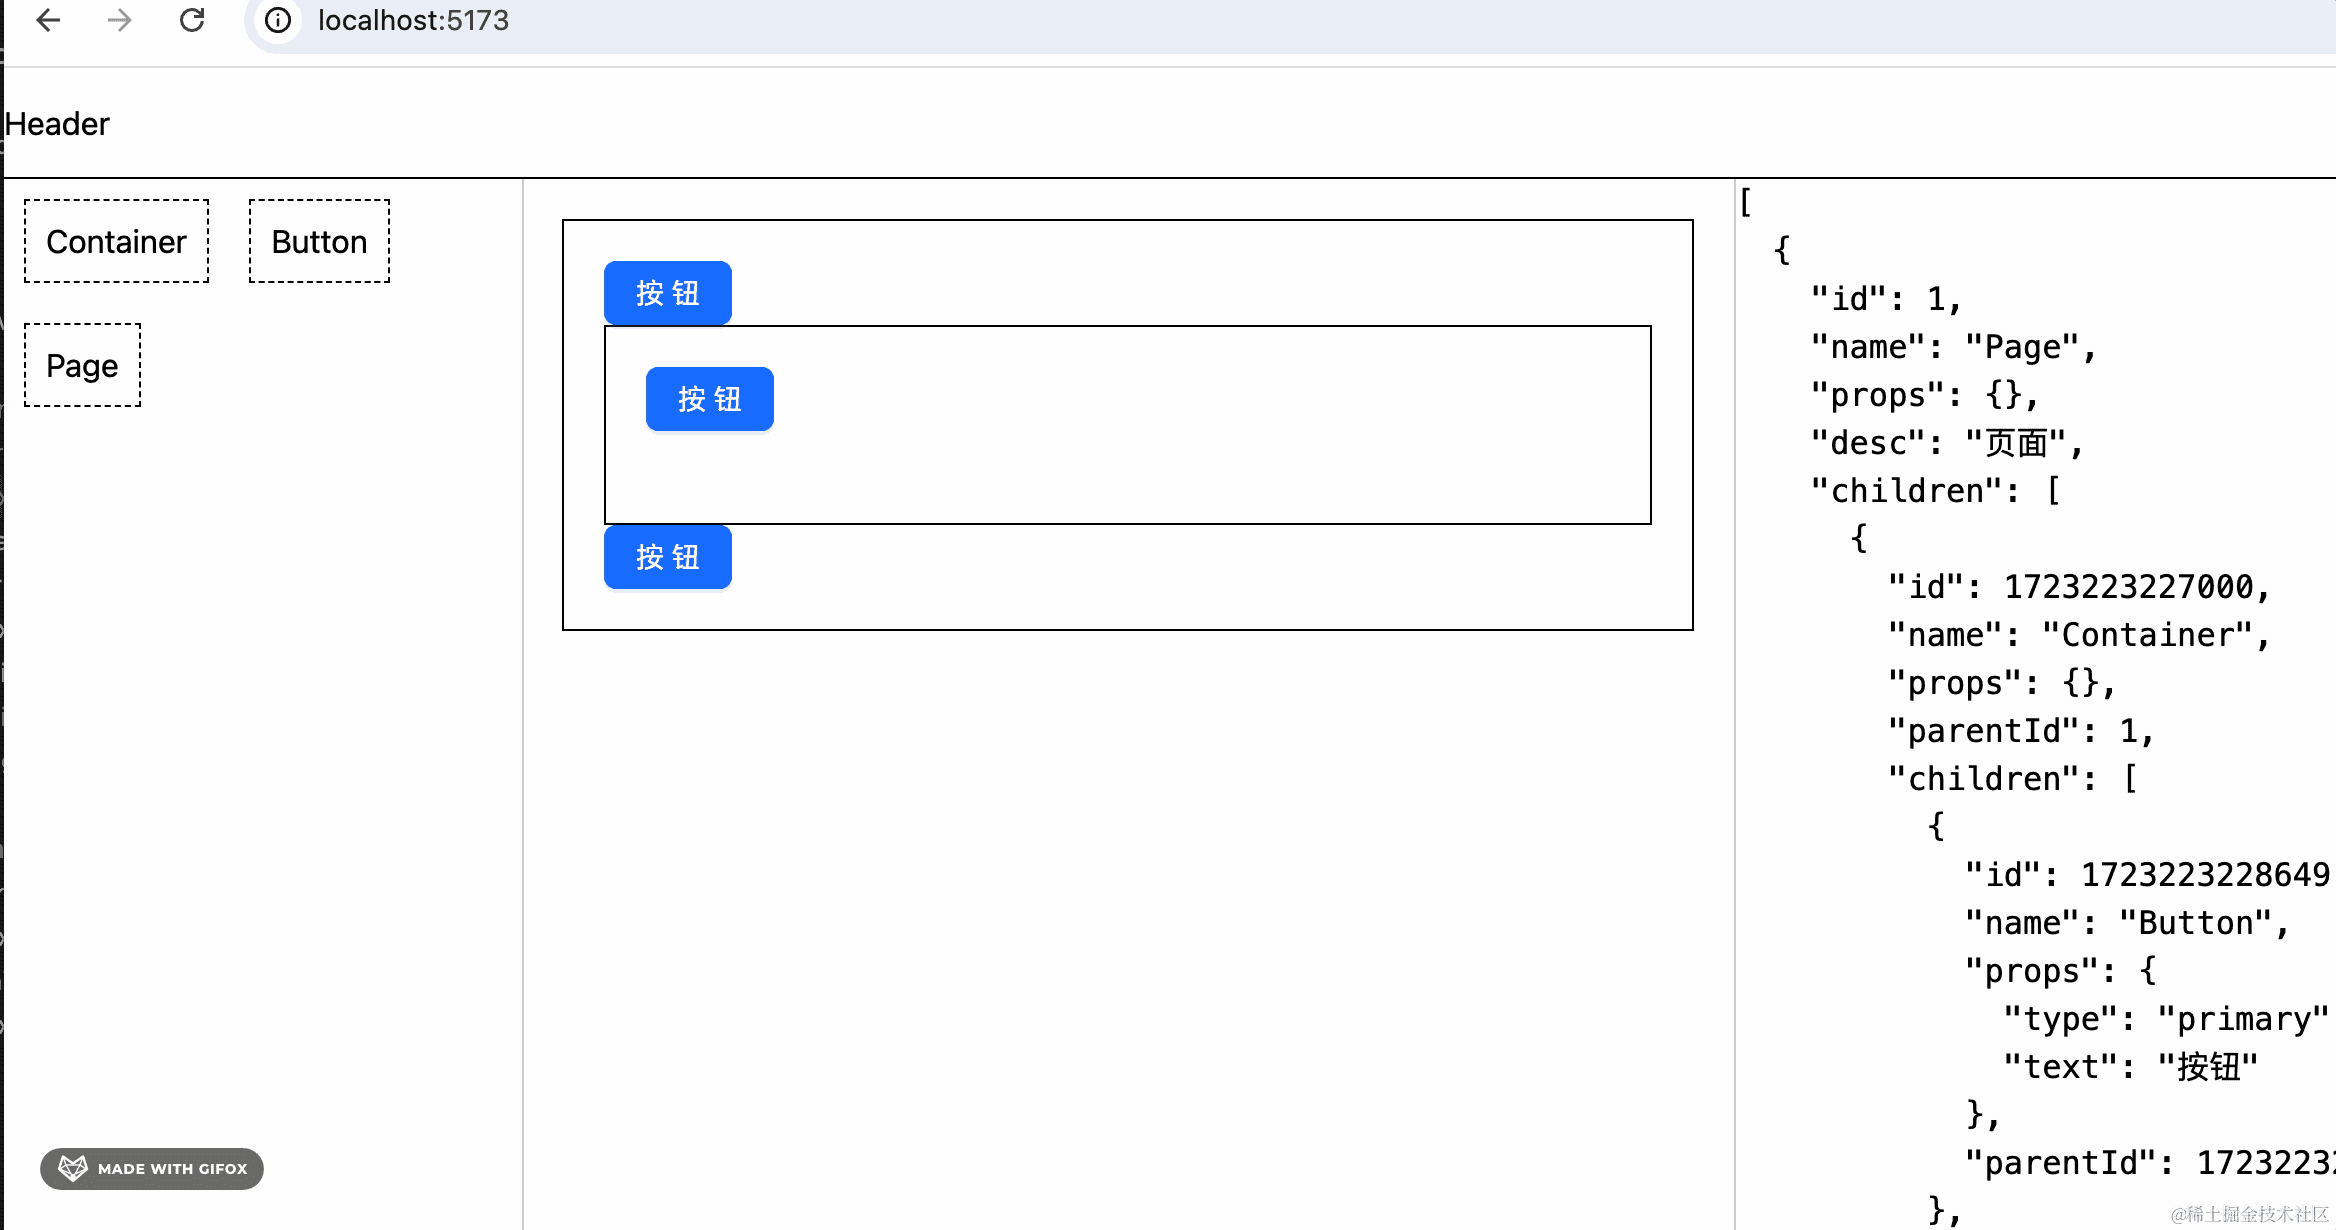 localhost:5173
Header
Container
Button
Page
按 钮
按 钮
按 钮
[
{
"id": 1,
"name": "Page",
"props": {},
"desc": "页面",
"children": [
{
"id": 1723223227000,
"name": "Container",
"props": {},
"parentId": 1,
"children": [
{
"id": 1723223228649
"name": "Button",
"props": {
"type": "primary"
"text": "按钮"
},
"parentId": 1723223
},
MADE WITH GIFOX
@稀土掘金技术社区